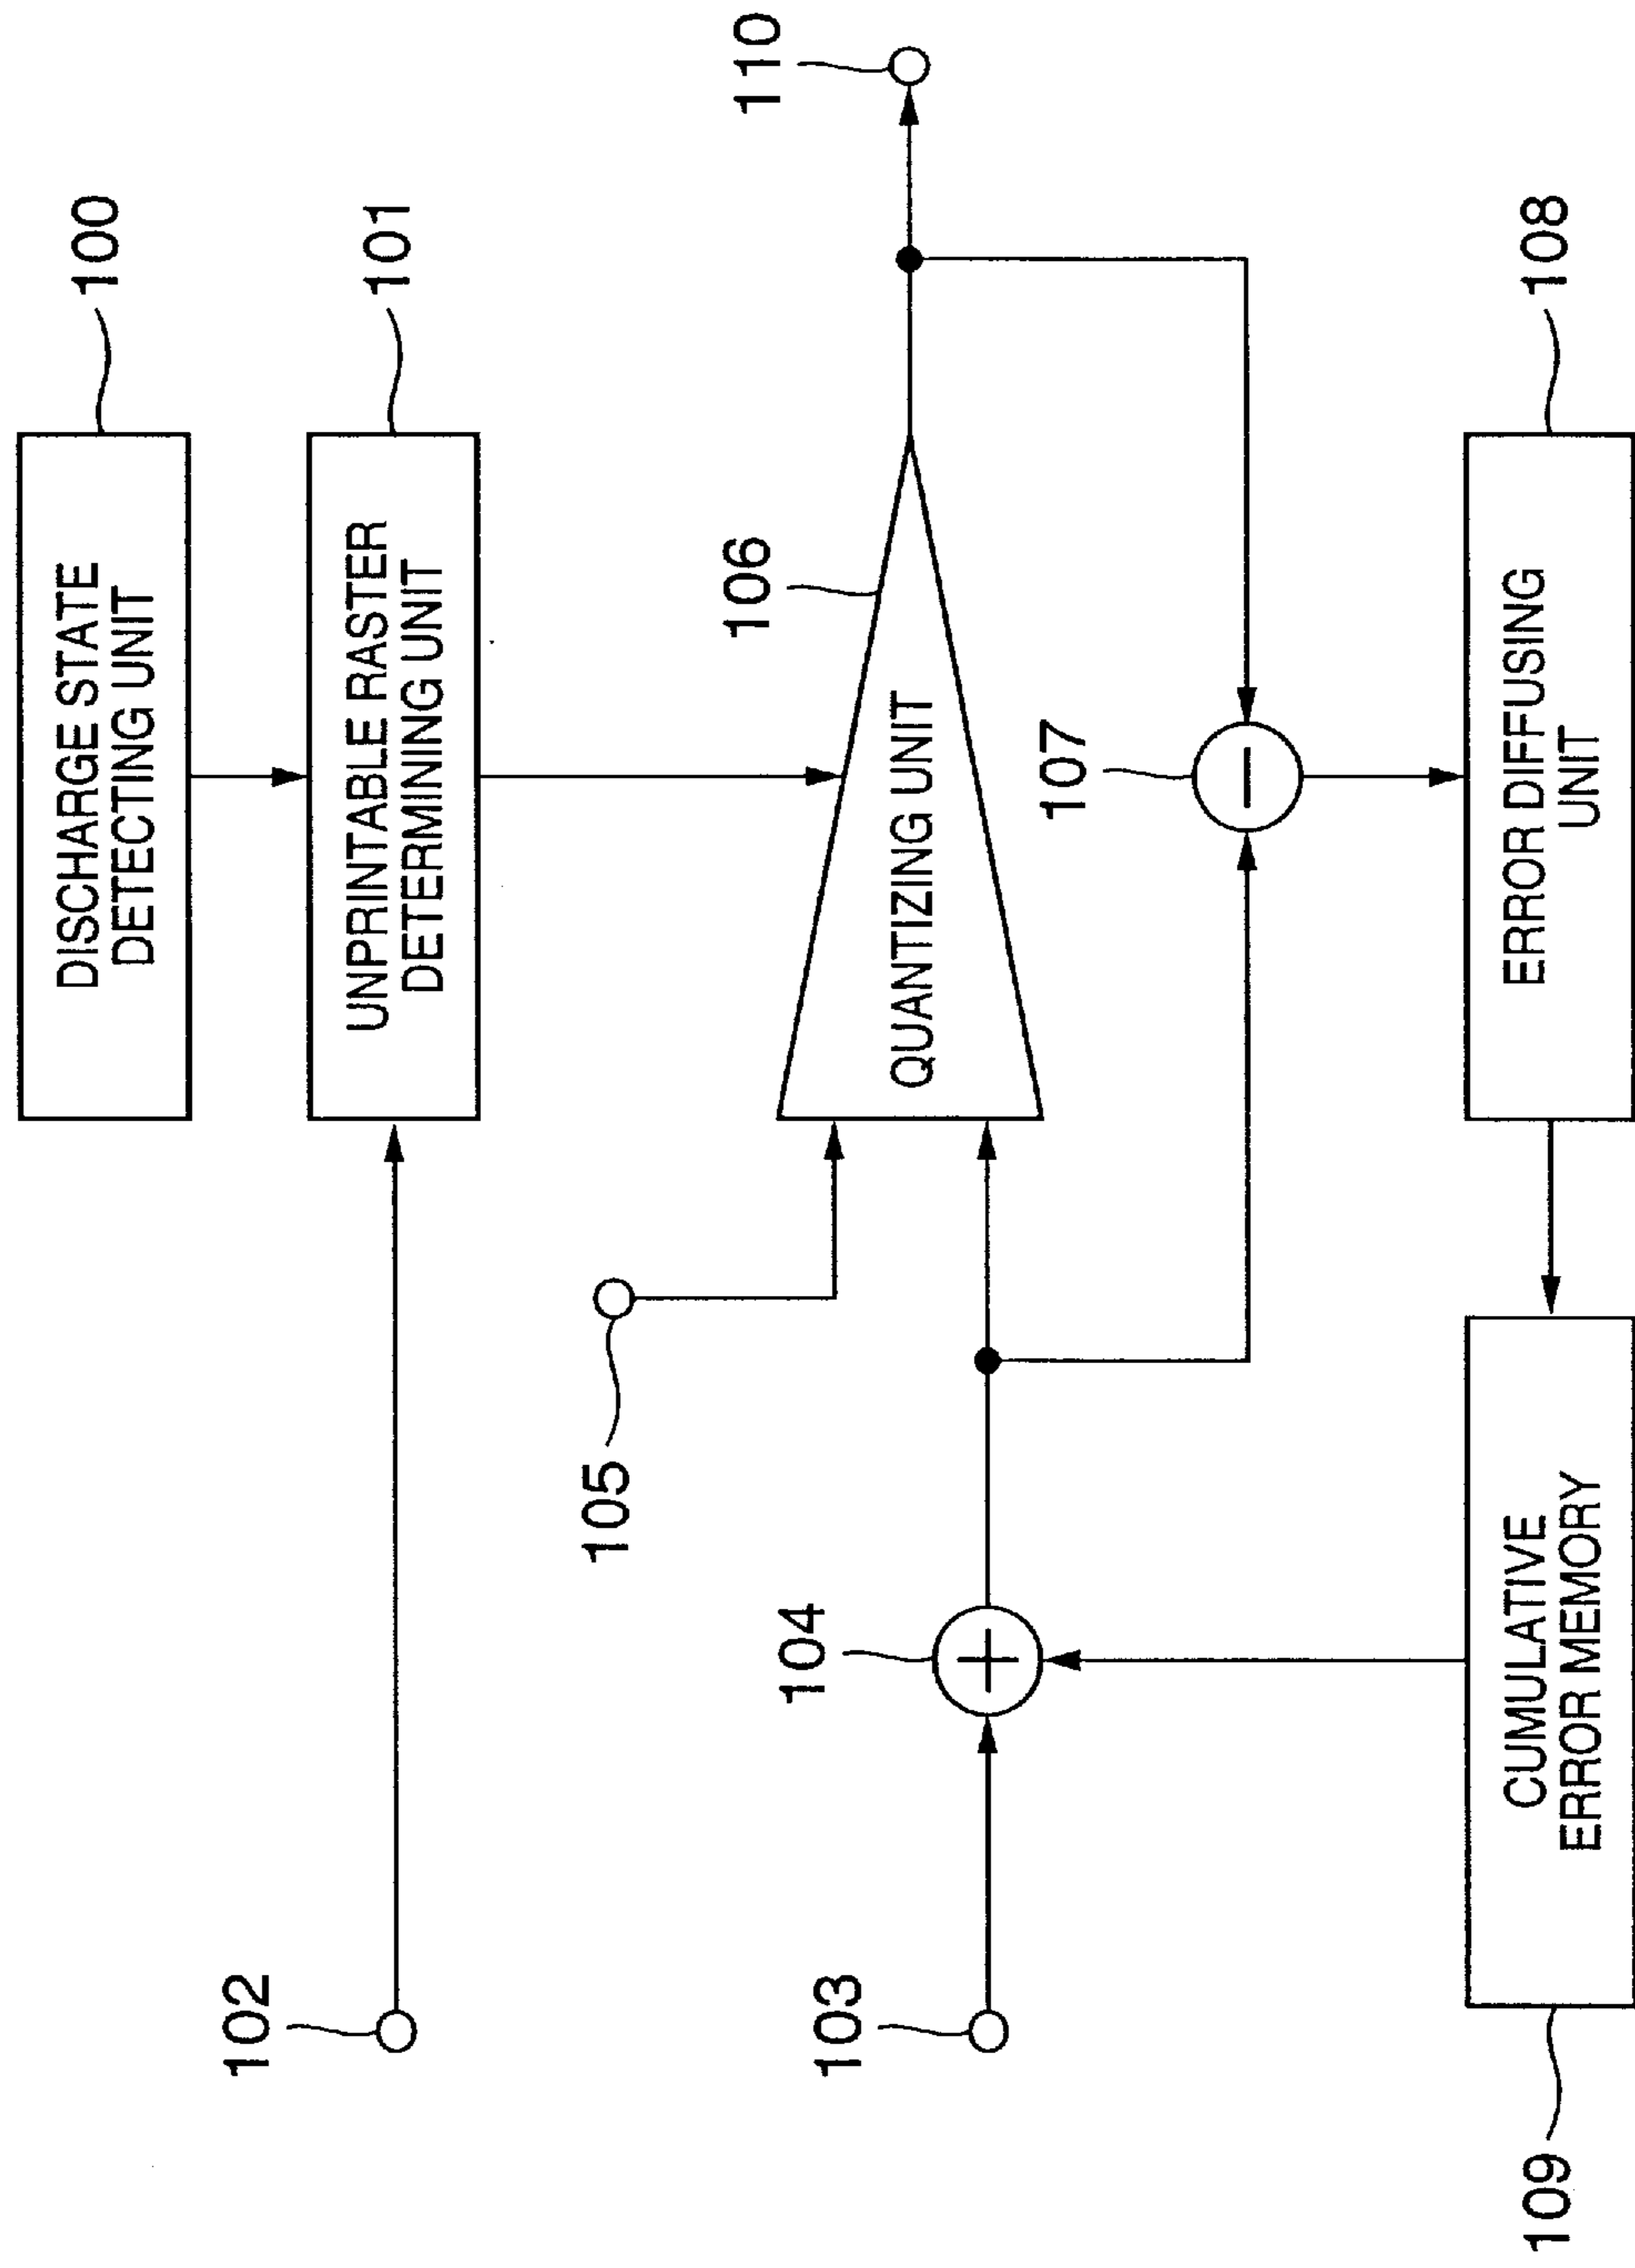 DISCHARGE STATE
DETECTING UNIT
100
UNPRINTABLE RASTER
DETERMINING UNIT
101
102
110
106
QUANTIZING UNIT
105
107
104
103
108
ERROR DIFFUSING
UNIT
CUMULATIVE
ERROR MEMORY
109